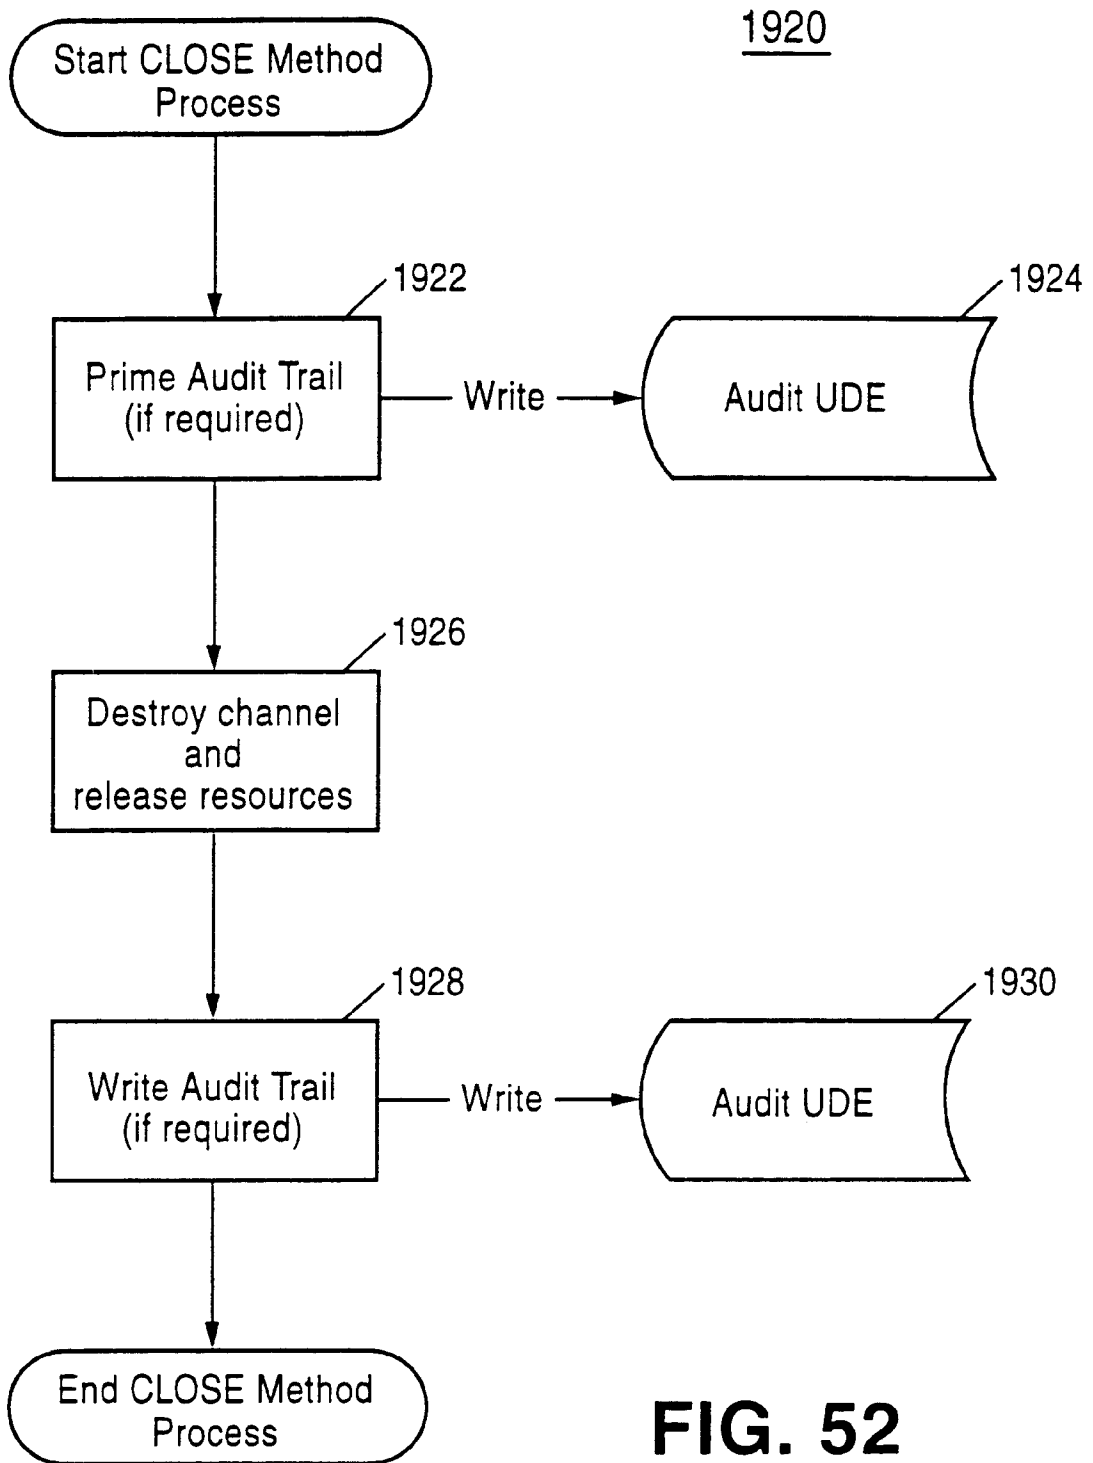 1920
Start CLOSE Method
Process
1922
1924
Prime Audit Trail
(if required)
Write
Audit UDE
1926
Destroy channel
and
release resources
1928
1930
Write Audit Trail
(if required)
Write
Audit UDE
End CLOSE Method
Process
FIG. 52